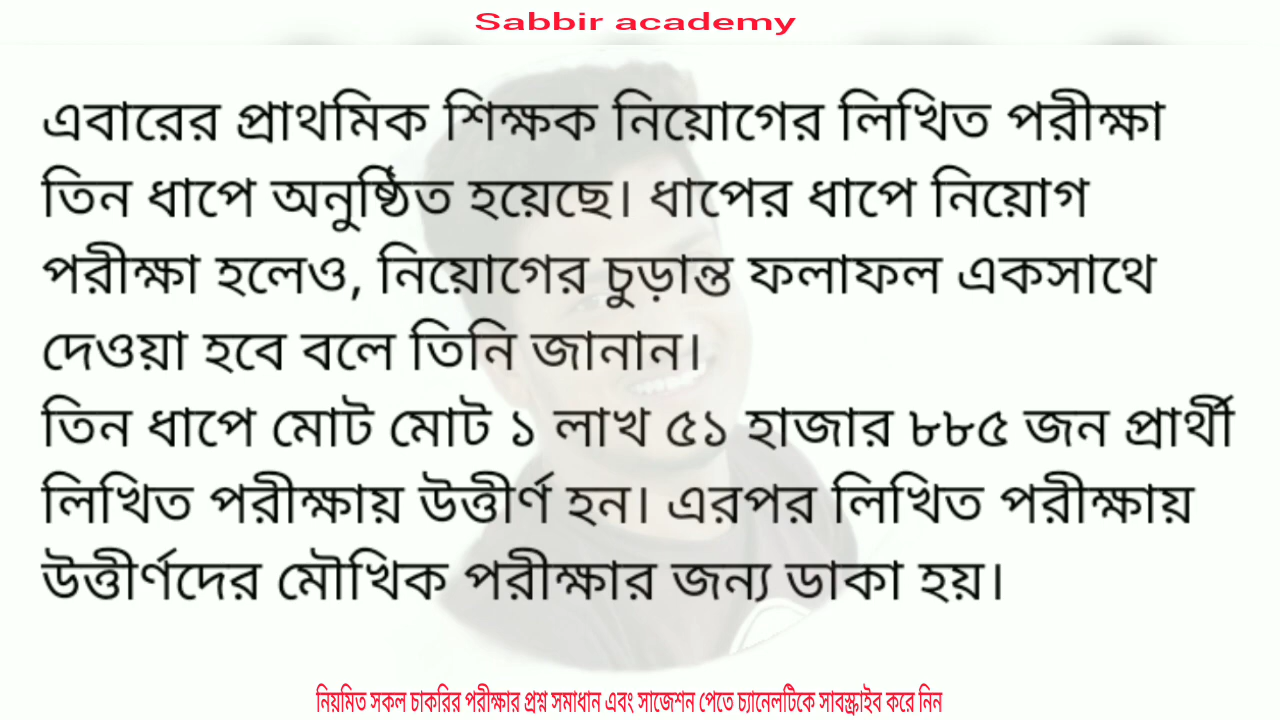 Sabbir academy
এবারের প্রাথমিক শিক্ষক নিয়োগের লিখিত পরীক্ষা
তিন ধাপে অনুষ্ঠিত হয়েছে। ধাপের ধাপে নিয়োগ
পরীক্ষা হলেও, নিয়োগের চুড়ান্ত ফলাফল একসাথে
দেওয়া হবে বলে তিনি জানান।
তিন ধাপে মোট মোট ১ লাখ ৫১ হাজার ৮৮৫ জন প্রার্থী
লিখিত পরীক্ষায় উত্তীর্ণ হন। এরপর লিখিত পরীক্ষায়
উত্তীর্ণদের মৌখিক পরীক্ষার জন্য ডাকা হয়।
নিয়মিত সকল চাকরির পরীক্ষার প্রশ্ন সমাধান এবং সাজেশন পেতে চ্যানেলটিকে সাবস্ক্রাইব করে নিন